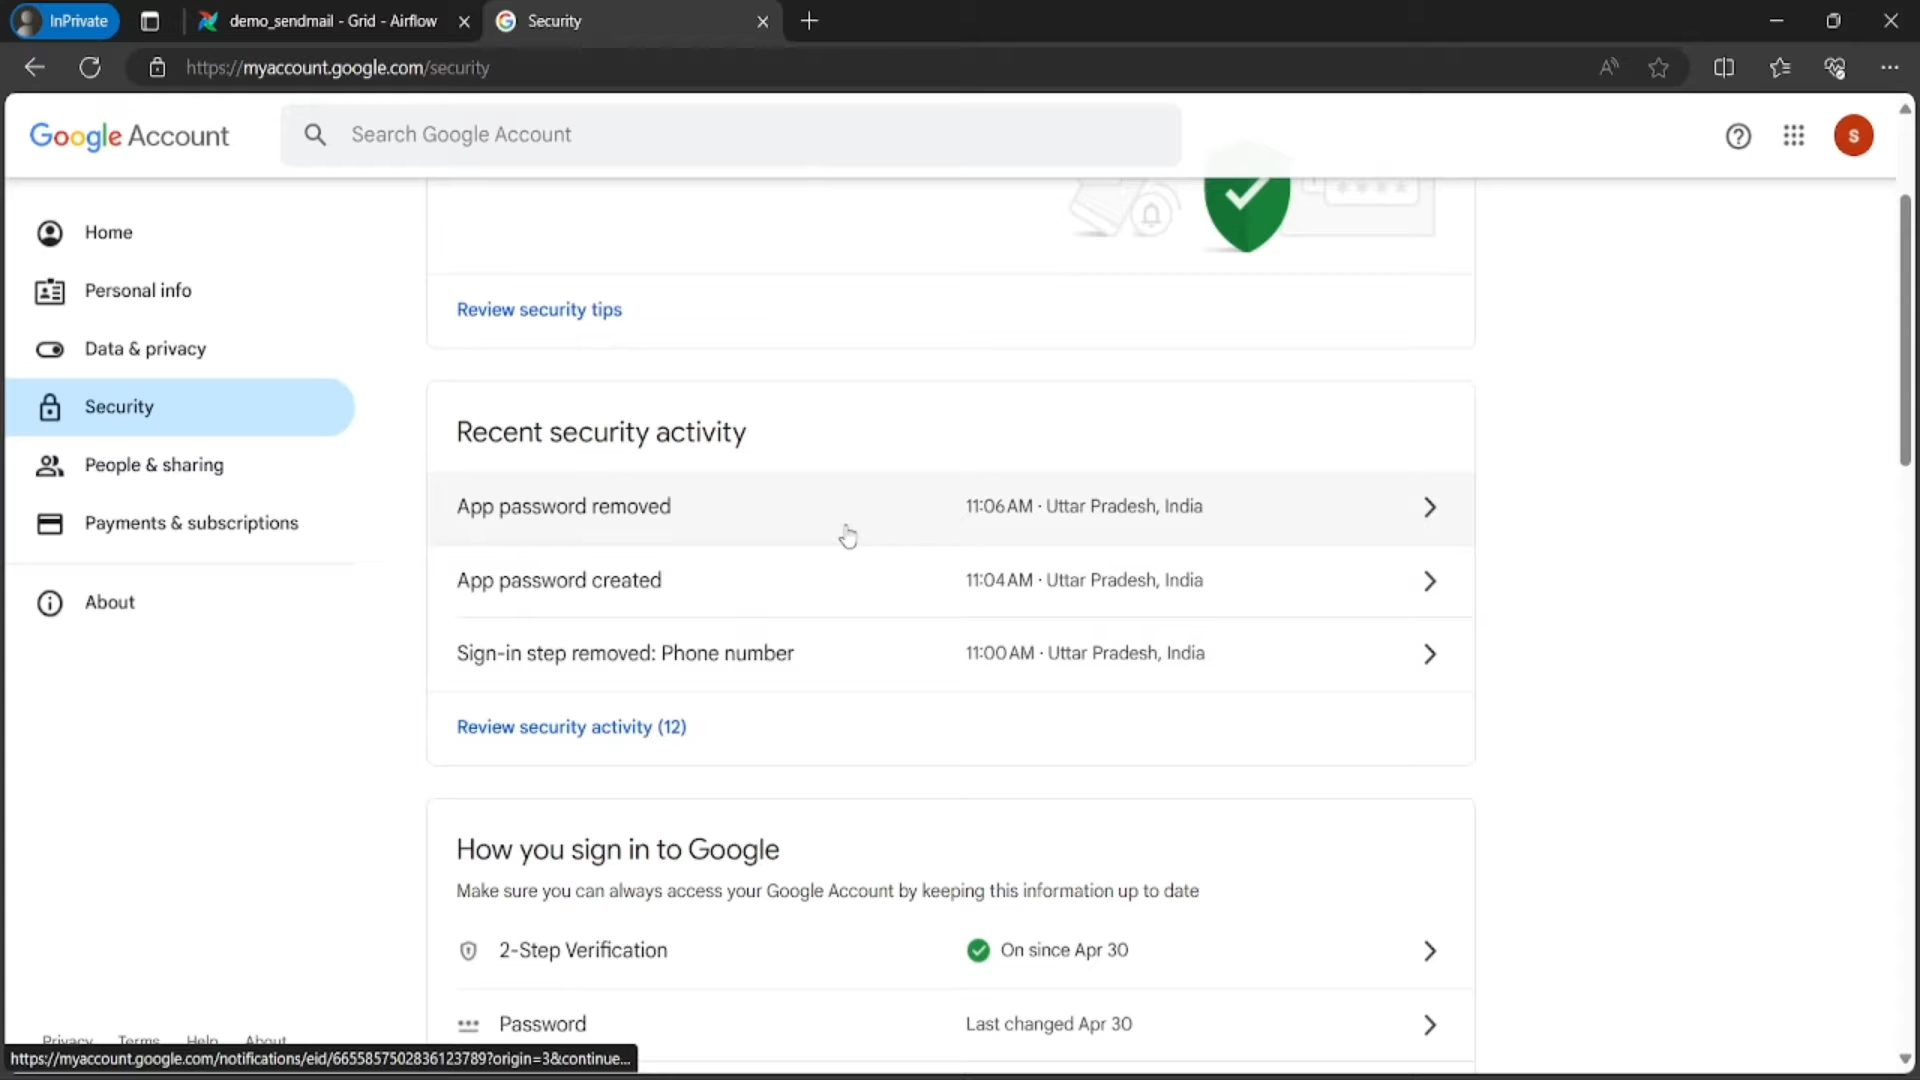 InPrivate
demo_sendmail - Grid - Airflow
Security
https://myaccount.google.com/security
Google Account
Search Google Account
S
Home
Personal info
Data & privacy
Security
People & sharing
Payments & subscriptions
About
****
Review security tips
Recent security activity
App password removed
11:06 AM · Uttar Pradesh, India
App password created
11:04 AM · Uttar Pradesh, India
Sign-in step removed: Phone number
11:00 AM · Uttar Pradesh, India
Review security activity (12)
How you sign in to Google
Make sure you can always access your Google Account by keeping this information up to date
2-Step Verification
On since Apr 30
Password
Last changed Apr 30
Privacy Terms Help About
https://myaccount.google.com/notifications/eid/6655857502836123789?origin=3&continue...